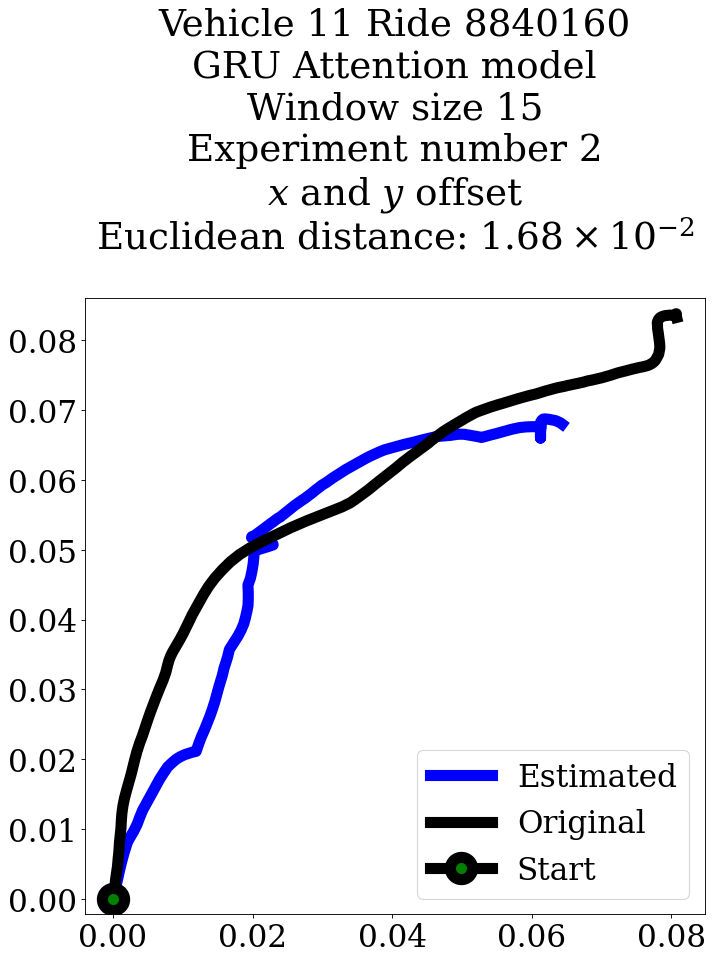 Vehicle 11 Ride 8840160
GRU Attention model
Window size 15
Experiment number 2
x and y offset
Euclidean distance: 1.68 × 10⁻²
0.08
0.07
0.06
0.05
0.04
0.03
0.02
0.01
0.00
Estimated
Original
Start
0.00 0.02 0.04 0.06 0.08